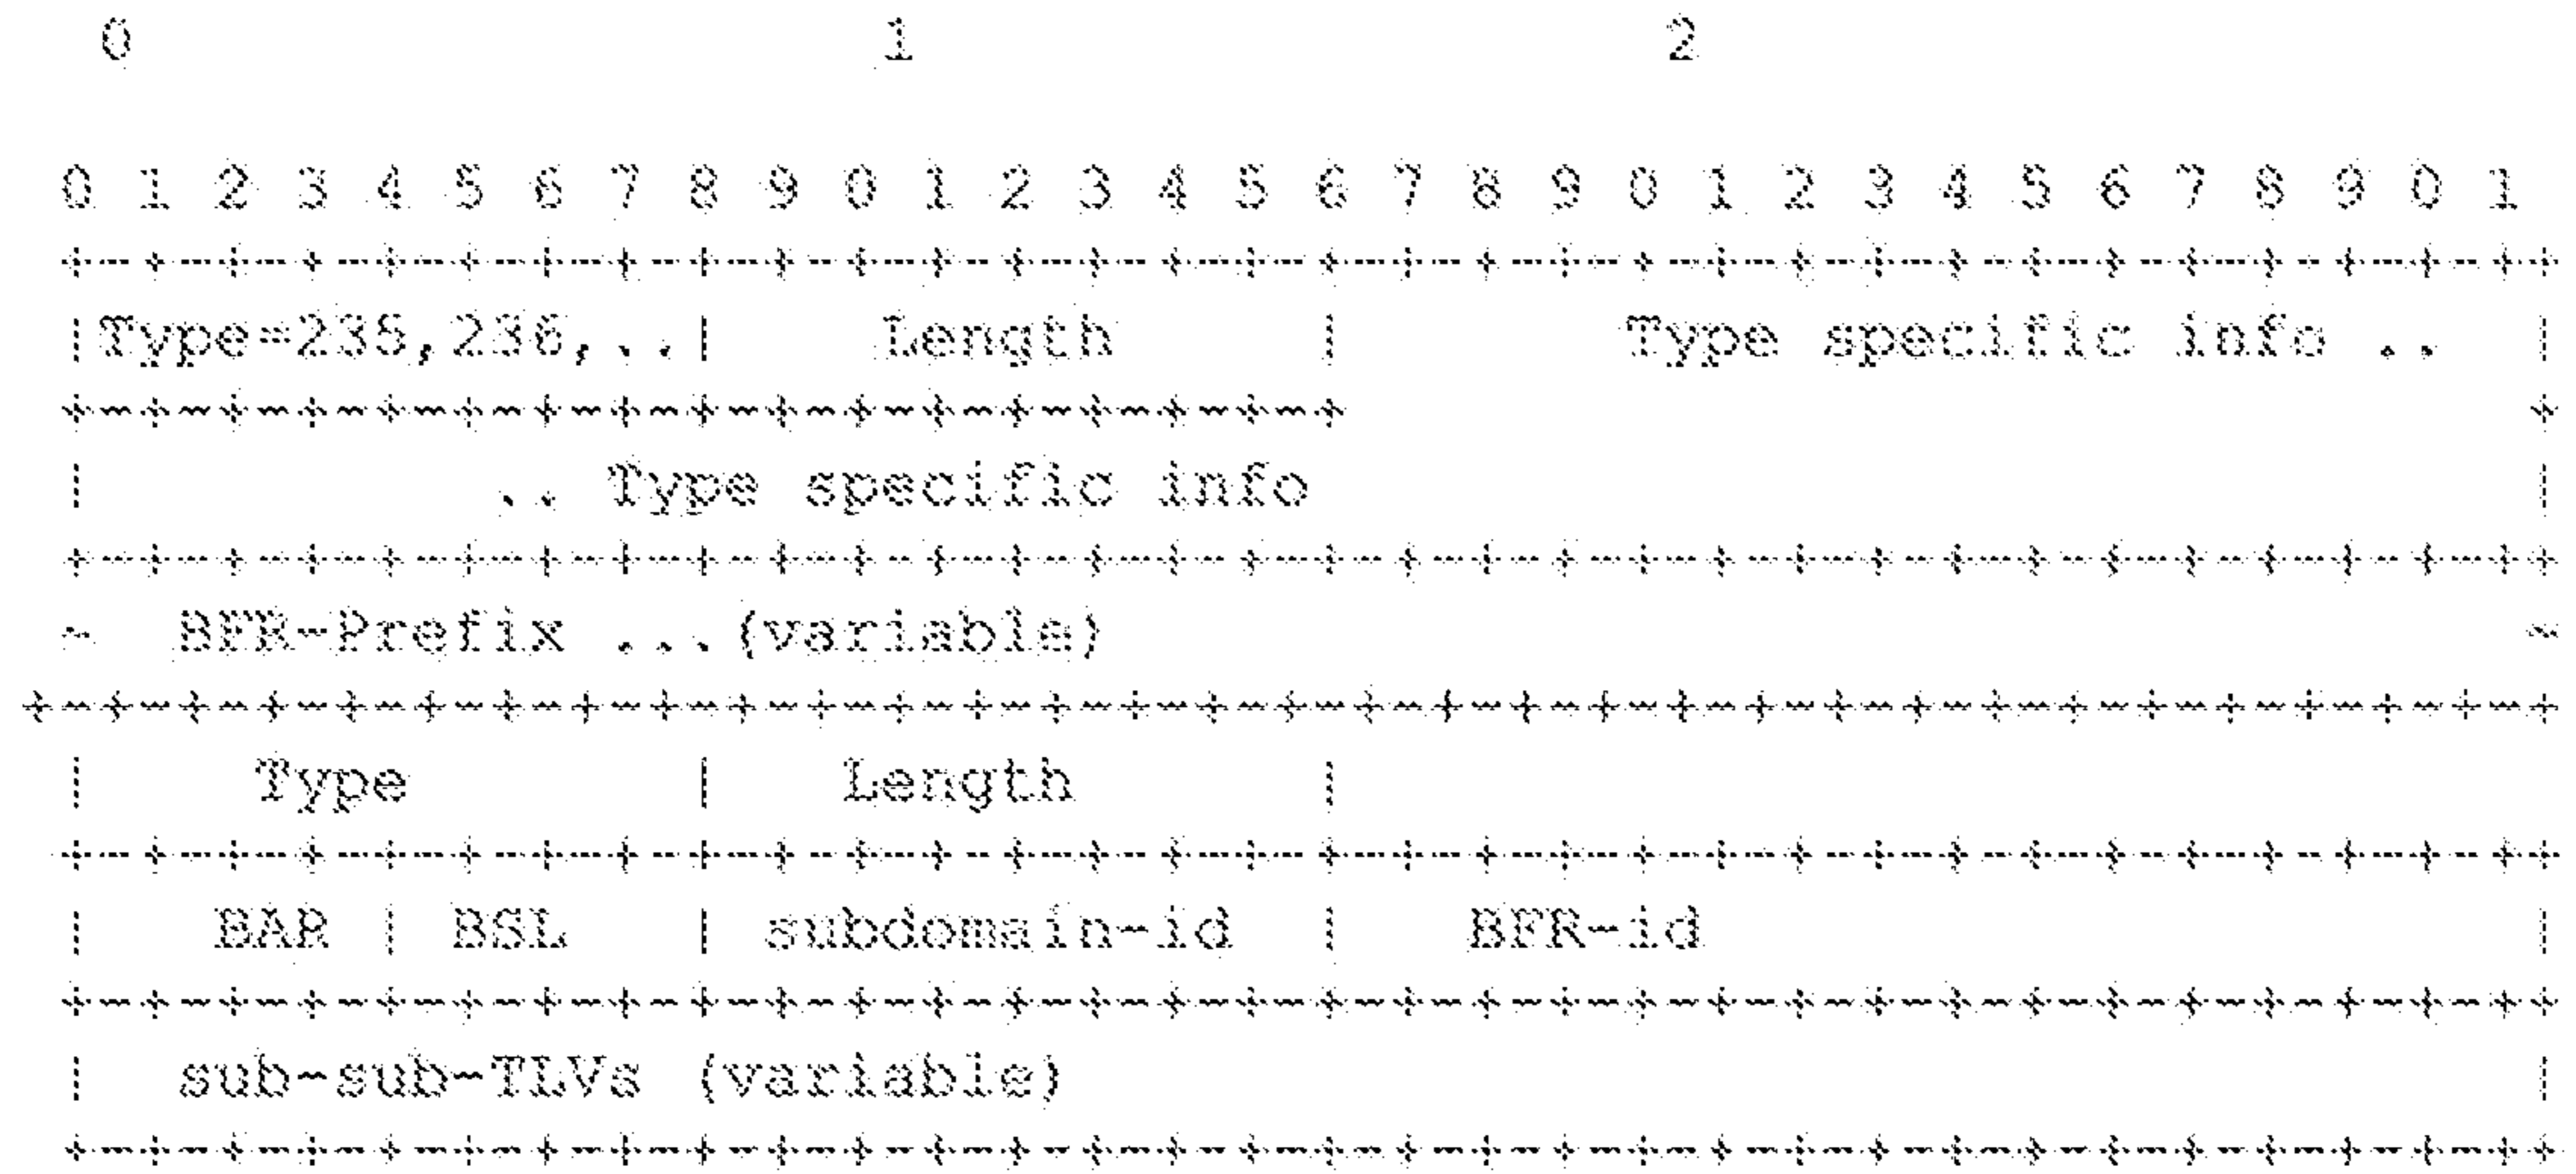 0 1 2
0 1 2 3 4 5 6 7 8 9 0 1 2 3 4 5 6 7 8 9 0 1 2 3 4 5 6 7 8 9 0 1
+-+-+-+-+-+-+-+-+-+-+-+-+-+-+-+-+-+-+-+-+-+-+-+-+-+-+-+-+-+-+-++
|Type=235,236,..| Length | Type specific info .. |
+-+-+-+-+-+-+-+-+-+-+-+-+-+-+-+-+ +
| .. Type specific info |
+-+-+-+-+-+-+-+-+-+-+-+-+-+-+-+-+-+-+-+-+-+-+-+-+-+-+-+-+-+-+-++
~ BFR-Prefix ...(variable) ~
+-+-+-+-+-+-+-+-+-+-+-+-+-+-+-+-+-+-+-+-+-+-+-+-+-+-+-+-+-+-+-+-+
| Type | Length |
+-+-+-+-+-+-+-+-+-+-+-+-+-+-+-+-+-+-+-+-+-+-+-+-+-+-+-+-+-+-+-++
| BAR | BSL | subdomain-id | BFR-id |
+-+-+-+-+-+-+-+-+-+-+-+-+-+-+-+-+-+-+-+-+-+-+-+-+-+-+-+-+-+-+-++
| sub-sub-TLVs (variable) |
+-+-+-+-+-+-+-+-+-+-+-+-+-+-+-+-+-+-+-+-+-+-+-+-+-+-+-+-+-+-+-++